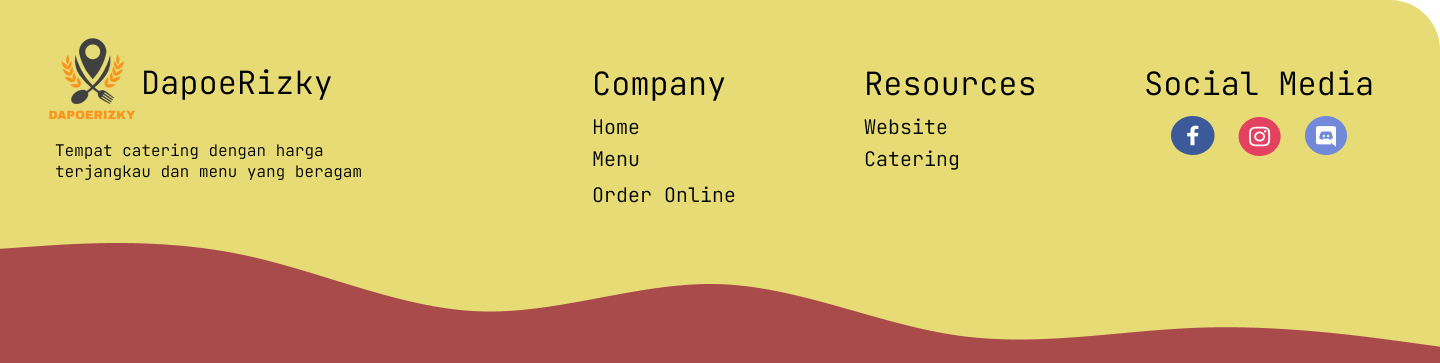 DAPOERIZKY
DapoeRizky
Tempat catering dengan harga
terjangkau dan menu yang beragam
Company
Home
Menu
Order Online
Resources
Website
Catering
Social Media